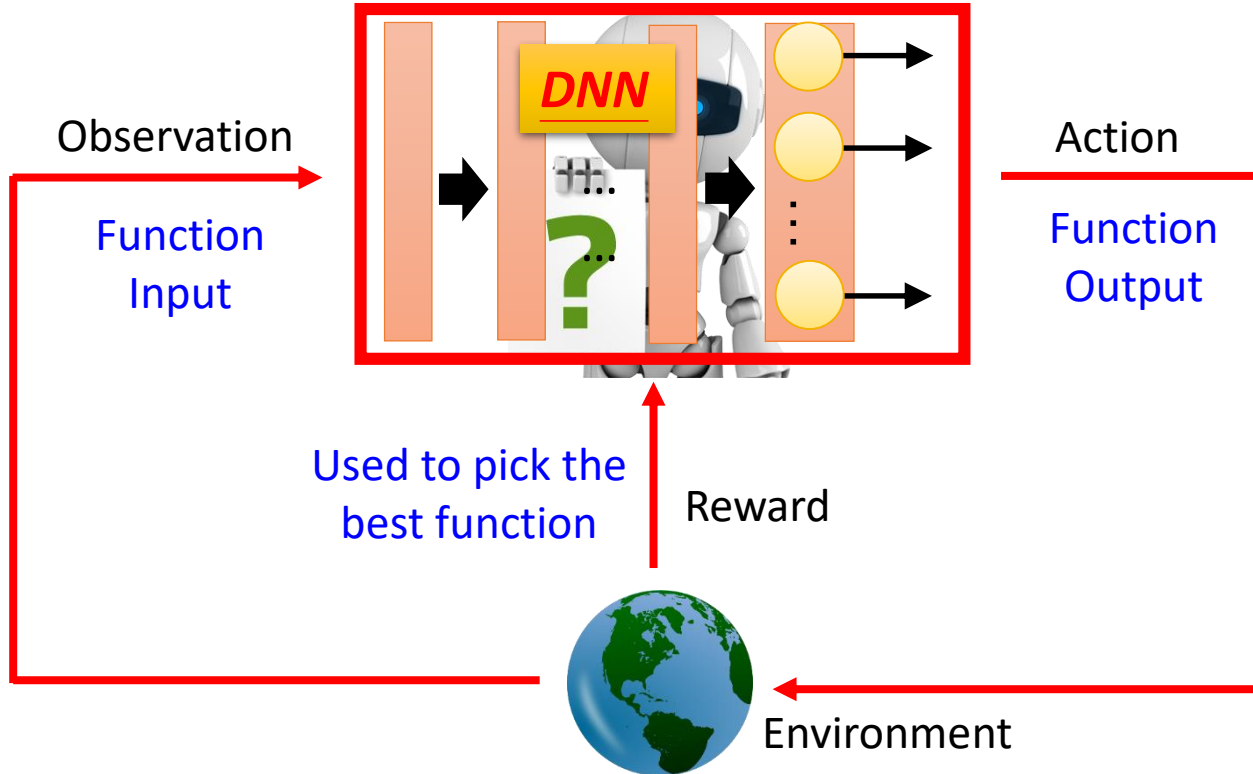 DNN
Observation
Function
Input
...
...
⋮
?
Action
Function
Output
Used to pick the
best function
Reward
Environment